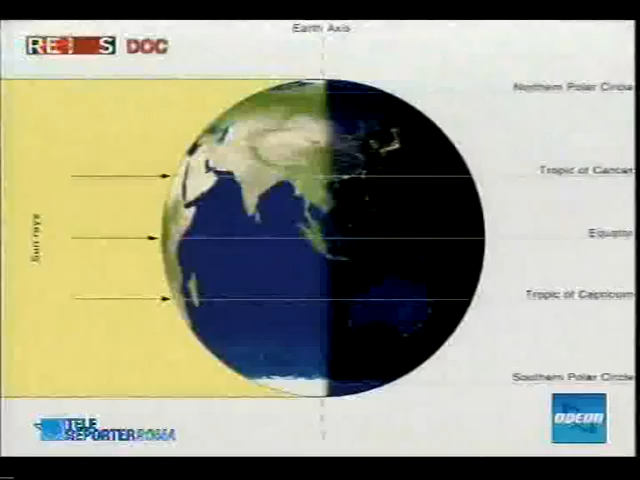 Earth Axis
DOC
Northern Polar Circle
Tropic of Cancer
Sun rays
Equator
Tropic of Capricorn
Southern Polar Circle
TELE
REPORTER ROMA
ODEON